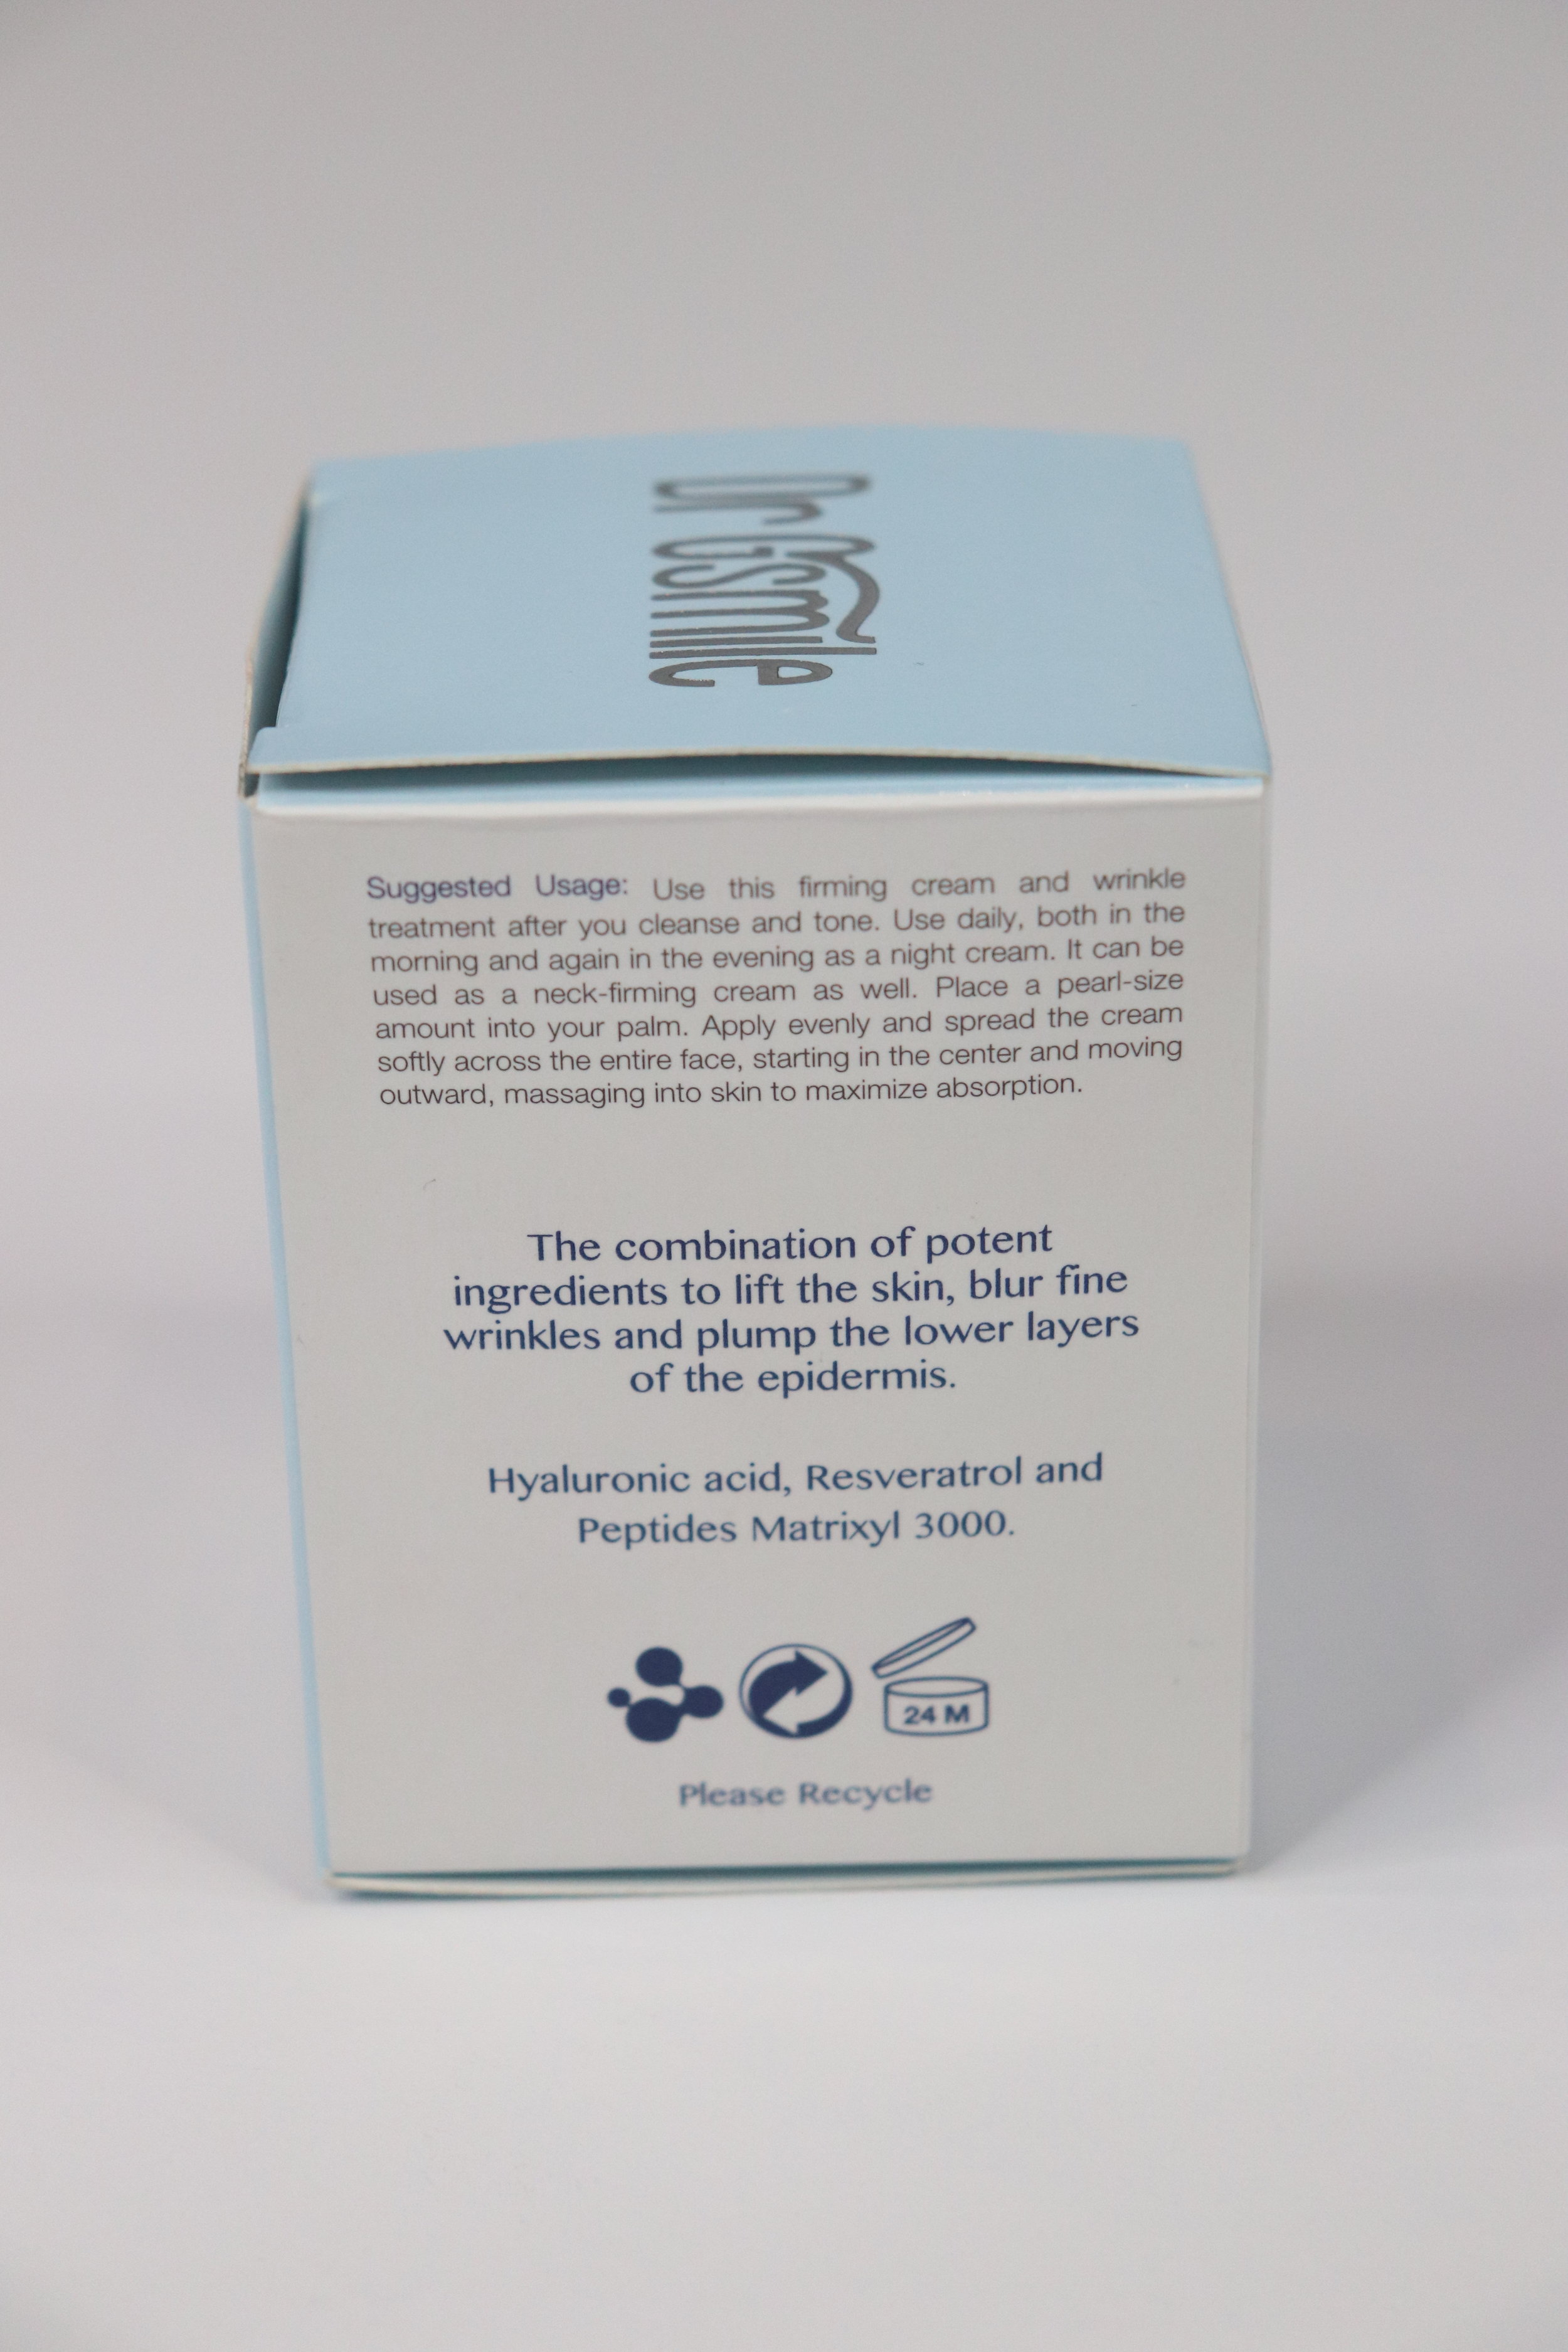 Dr Gsmile
Suggested Usage: Use this firming cream and wrinkle
treatment after you cleanse and tone. Use daily, both in the
morning and again in the evening as a night cream. It can be
used as a neck-firming cream as well. Place a pearl-size
amount into your palm. Apply evenly and spread the cream
softly across the entire face, starting in the center and moving
outward, massaging into skin to maximize absorption.
The combination of potent
ingredients to lift the skin, blur fine
wrinkles and plump the lower layers
of the epidermis.
Hyaluronic acid, Resveratrol and
Peptides Matrixyl 3000.
24 M
Please Recycle